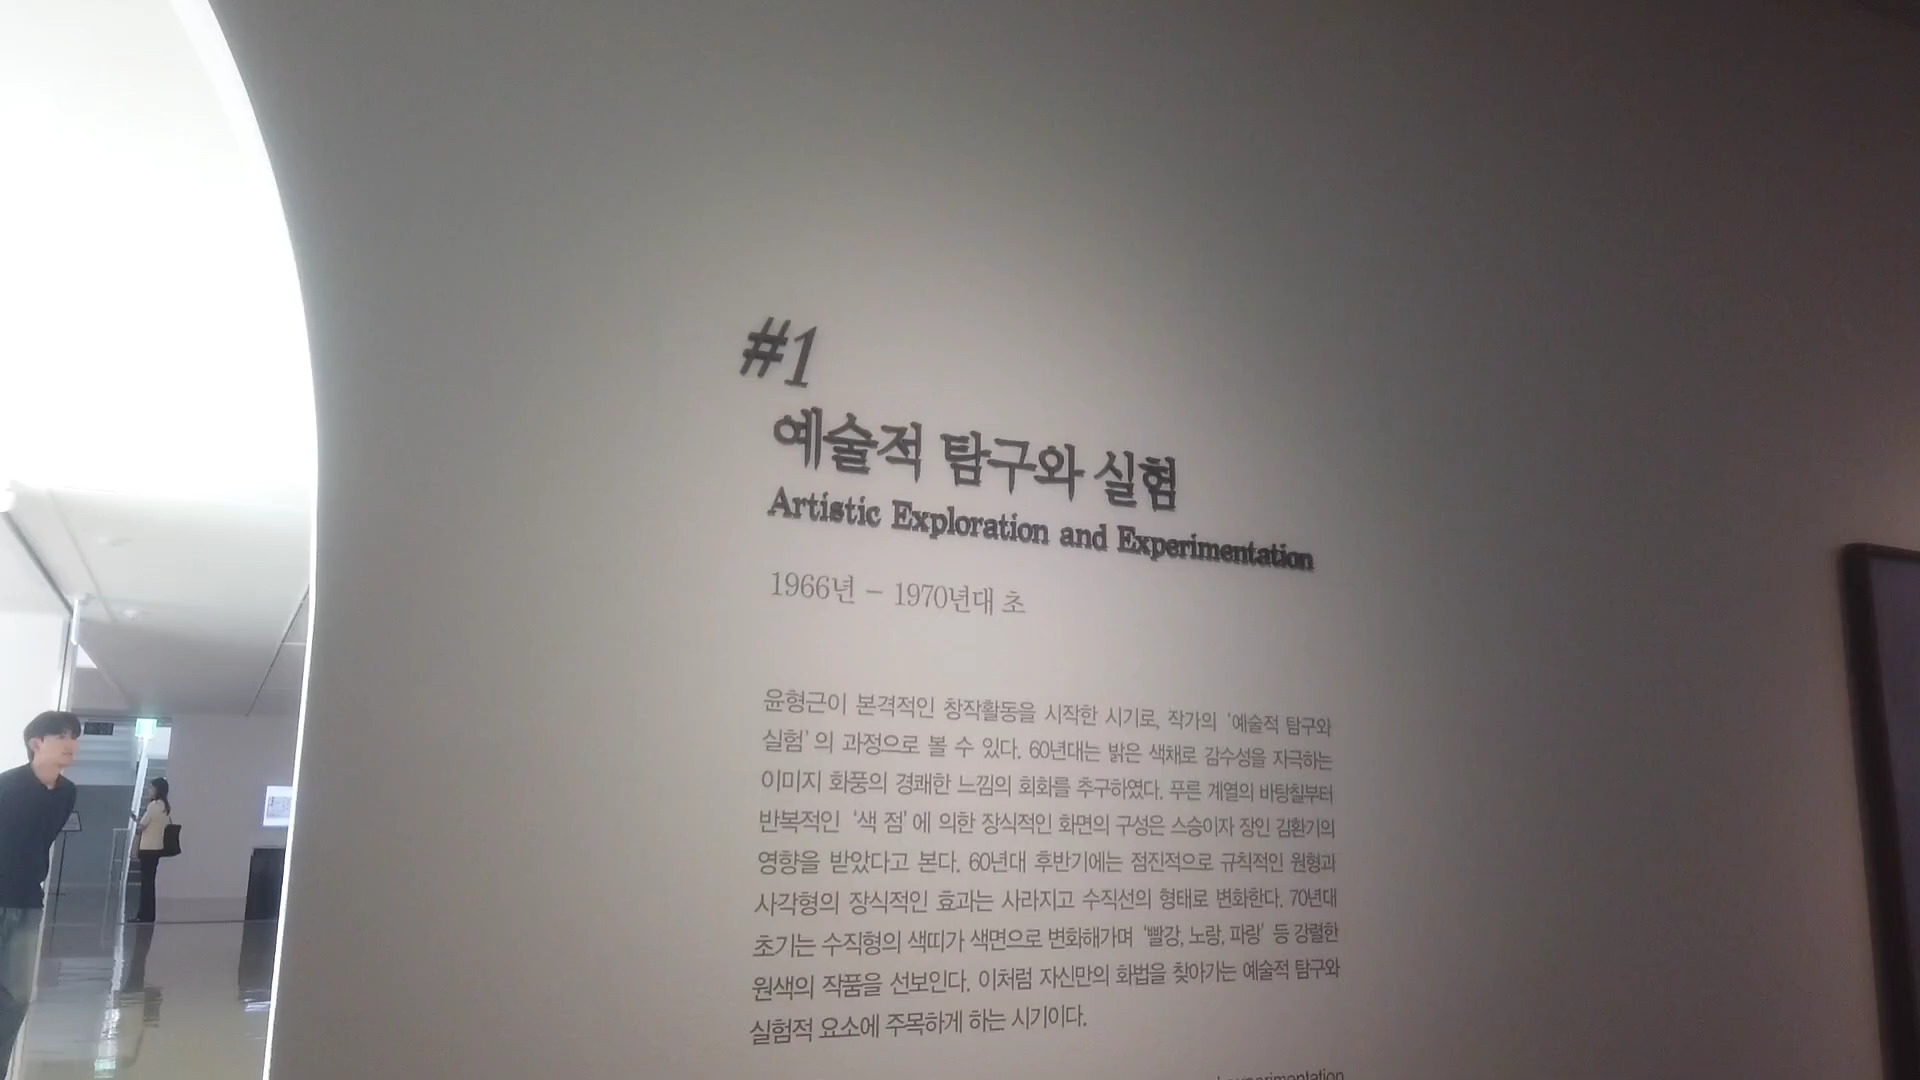 #1
예술적 탐구와 실험
Artistic Exploration and Experimentation
1966년 – 1970년대 초
윤형근이 본격적인 창작활동을 시작한 시기로, 작가의 '예술적 탐구와
실험'의 과정으로 볼 수 있다. 60년대는 밝은 색채로 감수성을 자극하는
이미지 화풍의 경쾌한 느낌의 회화를 추구하였다. 푸른 계열의 바탕칠부터
반복적인 '색 점'에 의한 장식적인 화면의 구성은 스승이자 장인 김환기의
영향을 받았다고 본다. 60년대 후반기에는 점진적으로 규칙적인 원형과
사각형의 장식적인 효과는 사라지고 수직선의 형태로 변화한다. 70년대
초기는 수직형의 색띠가 색면으로 변화해가며 '빨강, 노랑, 파랑' 등 강렬한
원색의 작품을 선보인다. 이처럼 자신만의 화법을 찾아가는 예술적 탐구와
실험적 요소에 주목하게 하는 시기이다.
experimentation